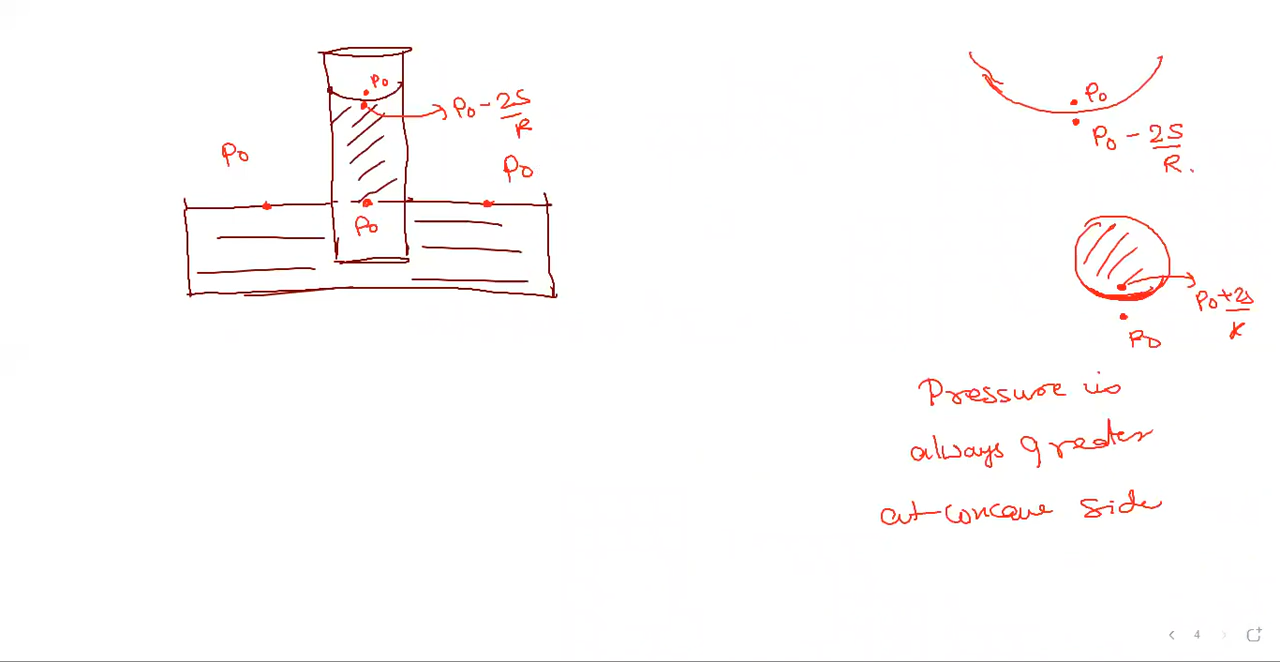 P₀
P₀ - 2S/R
P₀
P₀
P₀
P₀
P₀ - 2S/R.
P₀ + 2S/R
P₀
Pressure is
always greater
at concave side
4